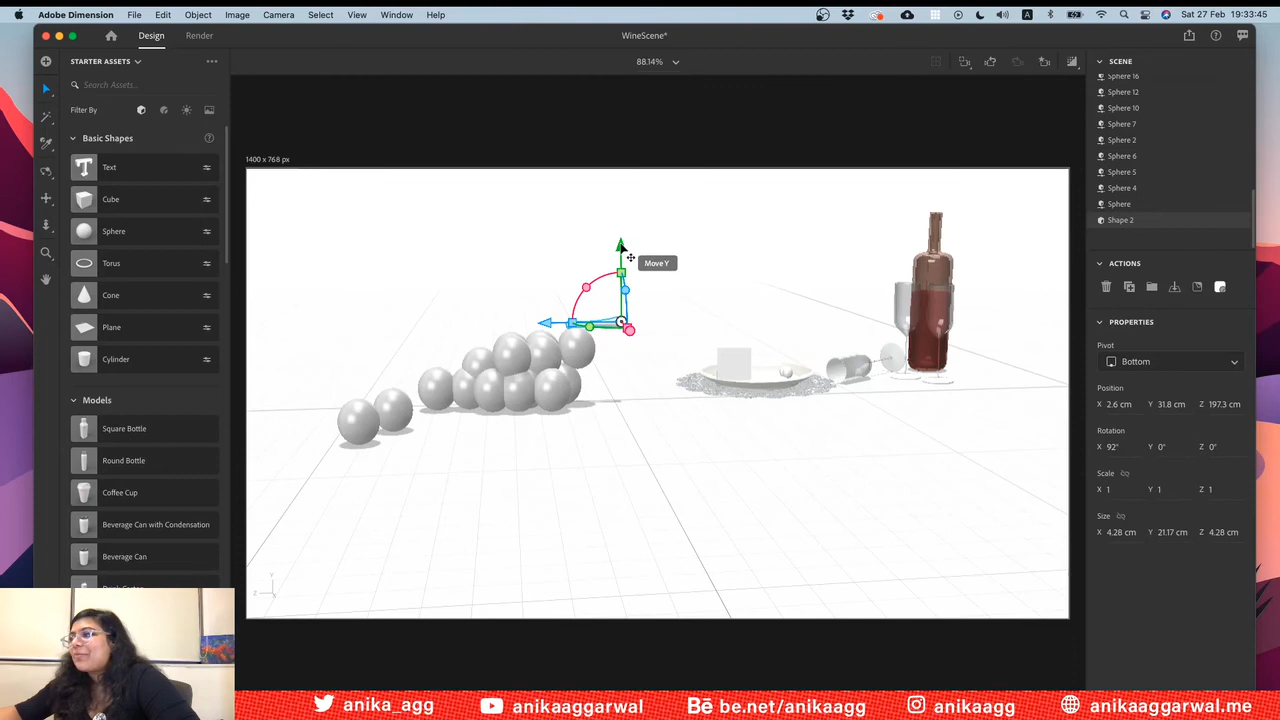 Adobe Dimension File Edit Object Image Camera Select View Window Help A Sat 27 Feb 19:33:45
Design Render WineScene*
STARTER ASSETS 88.14% SCENE
Search Assets...
Filter By
Basic Shapes
Text
Cube
Sphere
Torus
Cone
Plane
Cylinder
Models
Square Bottle
Round Bottle
Coffee Cup
Beverage Can with Condensation
Beverage Can
1400 x 768 px
Move Y
Y
Z
X
Sphere 16
Sphere 12
Sphere 10
Sphere 7
Sphere 2
Sphere 6
Sphere 5
Sphere 4
Sphere
Shape 2
ACTIONS
PROPERTIES
Pivot
Bottom
Position
X 2.6 cm Y 31.8 cm Z 197.3 cm
Rotation
X 92° Y 0° Z 0°
Scale
X 1 Y 1 Z 1
Size
X 4.28 cm Y 21.17 cm Z 4.28 cm
anika_agg anikaaggarwal Bē be.net/anikaagg anikaagg anikaaggarwal.me